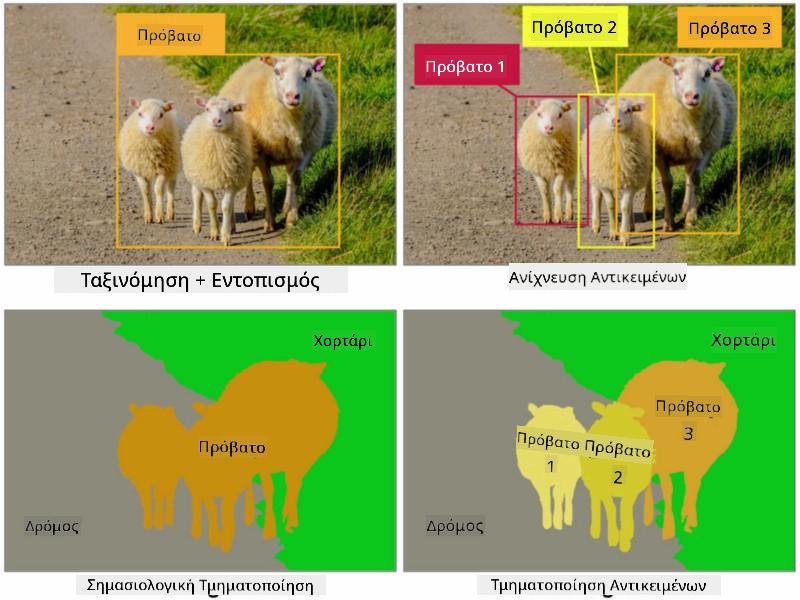 Πρόβατο
Πρόβατο 1
Πρόβατο 2
Πρόβατο 3
Ταξινόμηση + Εντοπισμός
Ανίχνευση Αντικειμένων
Χορτάρι
Πρόβατο
Δρόμος
Σημασιολογική Τμηματοποίηση
Χορτάρι
Πρόβατο
3
Πρόβατο
1
Πρόβατο
2
Δρόμος
Τμηματοποίηση Αντικειμένων